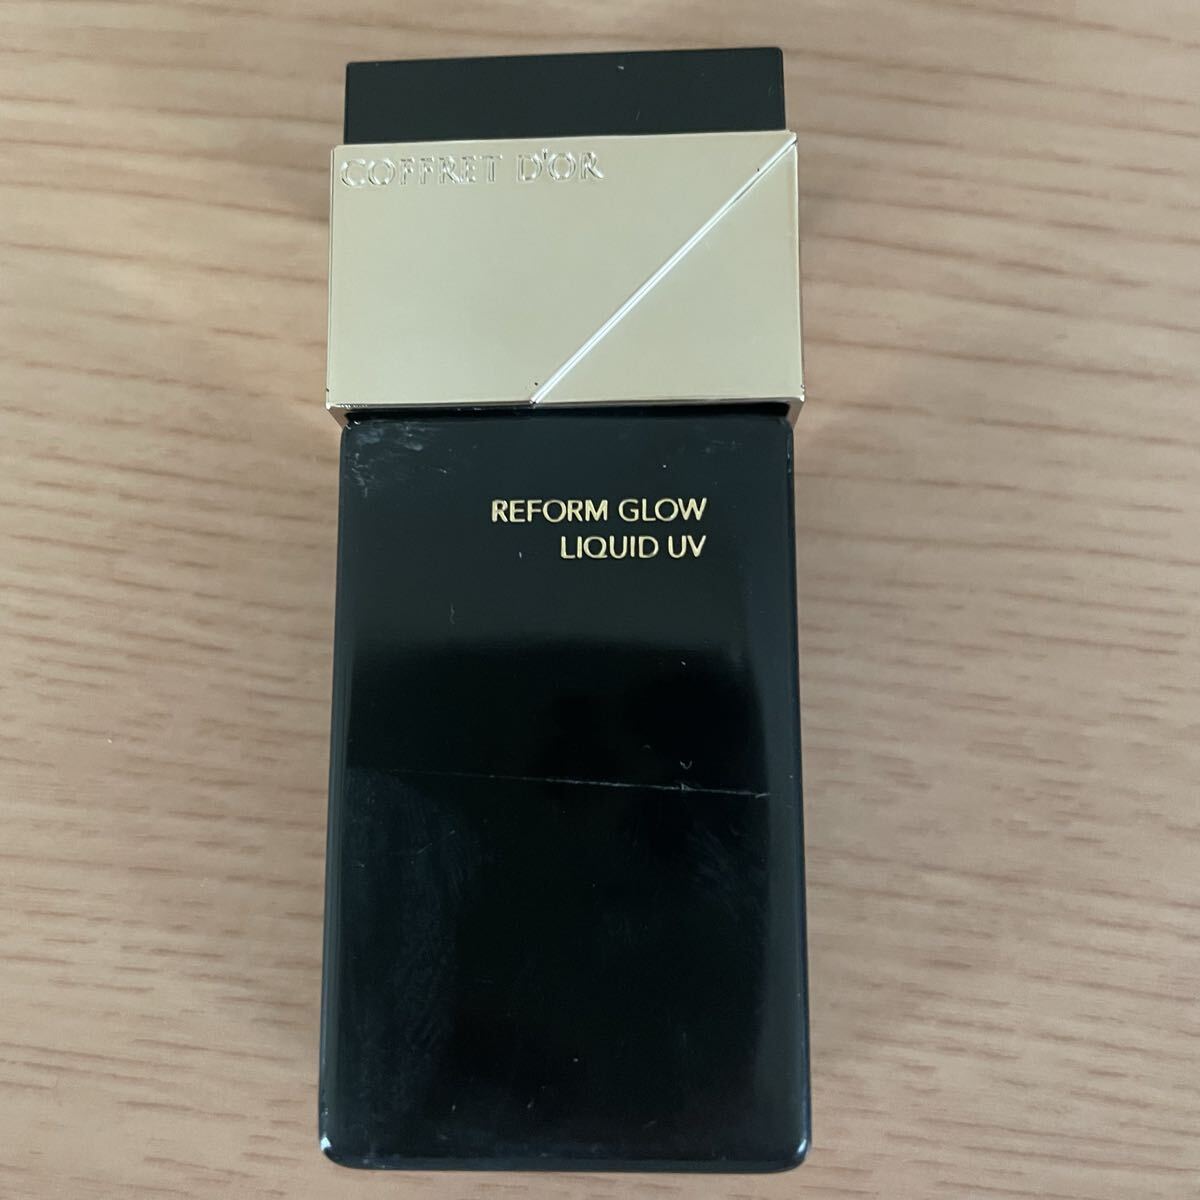 COFFRET D'OR
REFORM GLOW
LIQUID UV